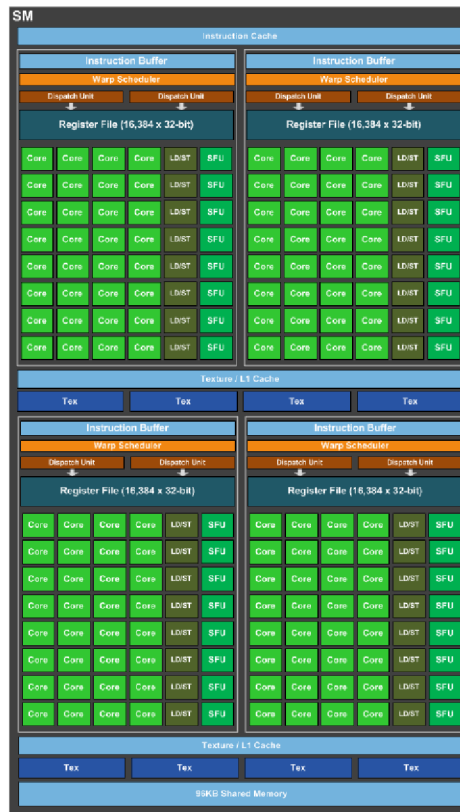 SM
Instruction Cache
Instruction Buffer Instruction Buffer
Warp Scheduler Warp Scheduler
Dispatch Unit Dispatch Unit Dispatch Unit Dispatch Unit
Register File (16,384 x 32-bit) Register File (16,384 x 32-bit)
Core Core Core Core LD/ST SFU Core Core Core Core LD/ST SFU
Core Core Core Core LD/ST SFU Core Core Core Core LD/ST SFU
Core Core Core Core LD/ST SFU Core Core Core Core LD/ST SFU
Core Core Core Core LD/ST SFU Core Core Core Core LD/ST SFU
Core Core Core Core LD/ST SFU Core Core Core Core LD/ST SFU
Core Core Core Core LD/ST SFU Core Core Core Core LD/ST SFU
Core Core Core Core LD/ST SFU Core Core Core Core LD/ST SFU
Core Core Core Core LD/ST SFU Core Core Core Core LD/ST SFU
Texture / L1 Cache
Tex Tex Tex Tex
Instruction Buffer Instruction Buffer
Warp Scheduler Warp Scheduler
Dispatch Unit Dispatch Unit Dispatch Unit Dispatch Unit
Register File (16,384 x 32-bit) Register File (16,384 x 32-bit)
Core Core Core Core LD/ST SFU Core Core Core Core LD/ST SFU
Core Core Core Core LD/ST SFU Core Core Core Core LD/ST SFU
Core Core Core Core LD/ST SFU Core Core Core Core LD/ST SFU
Core Core Core Core LD/ST SFU Core Core Core Core LD/ST SFU
Core Core Core Core LD/ST SFU Core Core Core Core LD/ST SFU
Core Core Core Core LD/ST SFU Core Core Core Core LD/ST SFU
Core Core Core Core LD/ST SFU Core Core Core Core LD/ST SFU
Core Core Core Core LD/ST SFU Core Core Core Core LD/ST SFU
Texture / L1 Cache
Tex Tex Tex Tex
96KB Shared Memory